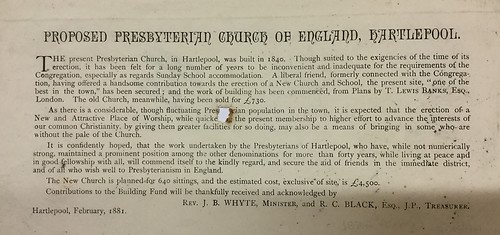 PROPOSED PRESBYTERIAN CHURCH OF ENGLAND, HARTLEPOOL.
THE present Presbyterian Church, in Hartlepool, was built in 1840. Though suited to the exigencies of the time of its
erection, it has been felt for a long number of years to be inconvenient and inadequate for the requirements of the
Congregation, especially as regards Sunday School accommodation. A liberal friend, formerly connected with the Congrega-
tion, having offered a handsome contribution towards the erection of a New Church and School, the present site, "one of the
best in the town," has been secured; and the work of building has been commenced, from Plans by T. LEWIS BANKS, ESQ.,
London. The old Church, meanwhile, having been sold for £730.
As there is a considerable, though fluctuating Pres ian population in the town, it is expected that the erection of a
New and Attractive Place of Worship, while quicke the present membership to higher effort to advance the interests of
our common Christianity, by giving them greater facilities for so doing, may also be a means of bringing in some who are
without the pale of the Church.
It is confidently hoped, that the work undertaken by the Presbyterians of Hartlepool, who have, while not numerically
strong, maintained a prominent position among the other denominations for more than forty years, while living at peace and
in good fellowship with all, will commend itself to the kindly regard, and secure the aid of friends in the immediate district,
and of all who wish well to Presbyterianism in England.
The New Church is planned for 640 sittings, and the estimated cost, exclusive of site, is £4,500.
Contributions to the Building Fund will be thankfully received and acknowledged by
REV. J. B. WHYTE, MINISTER, and R. C. BLACK, ESQ., J.P., TREASURER.
Hartlepool, February, 1881.